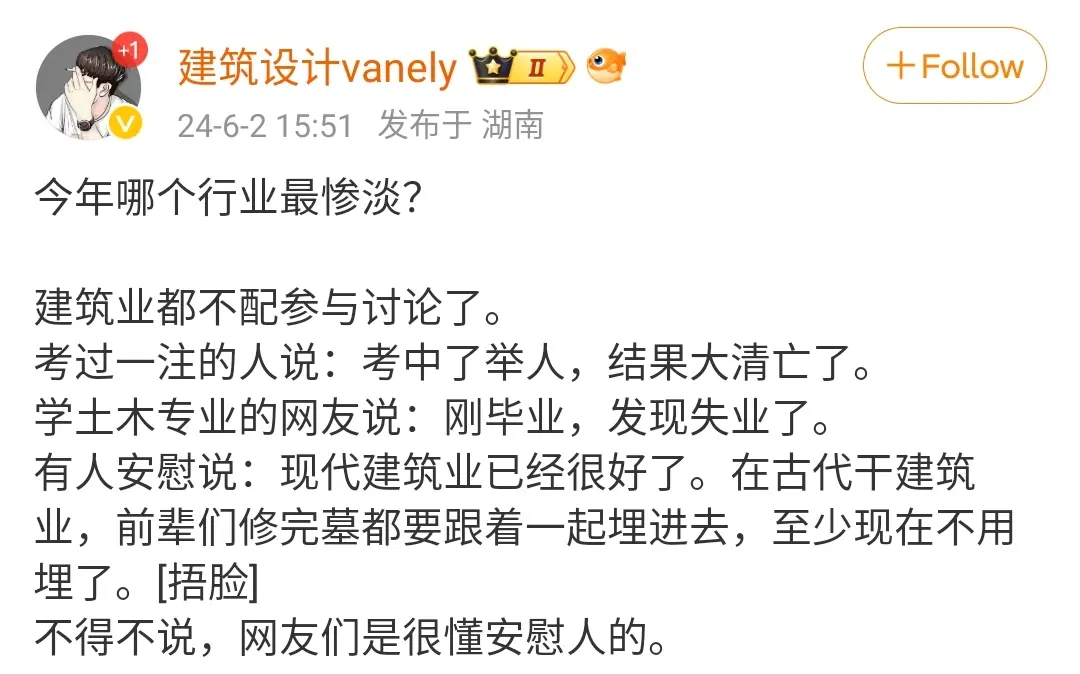 +1
建筑设计vanely II
V
+Follow
24-6-2 15:51 发布于 湖南
今年哪个行业最惨淡？
建筑业都不配参与讨论了。
考过一注的人说：考中了举人，结果大清亡了。
学土木专业的网友说：刚毕业，发现失业了。
有人安慰说：现代建筑业已经很好了。在古代干建筑
业，前辈们修完墓都要跟着一起埋进去，至少现在不用
埋了。[捂脸]
不得不说，网友们是很懂安慰人的。